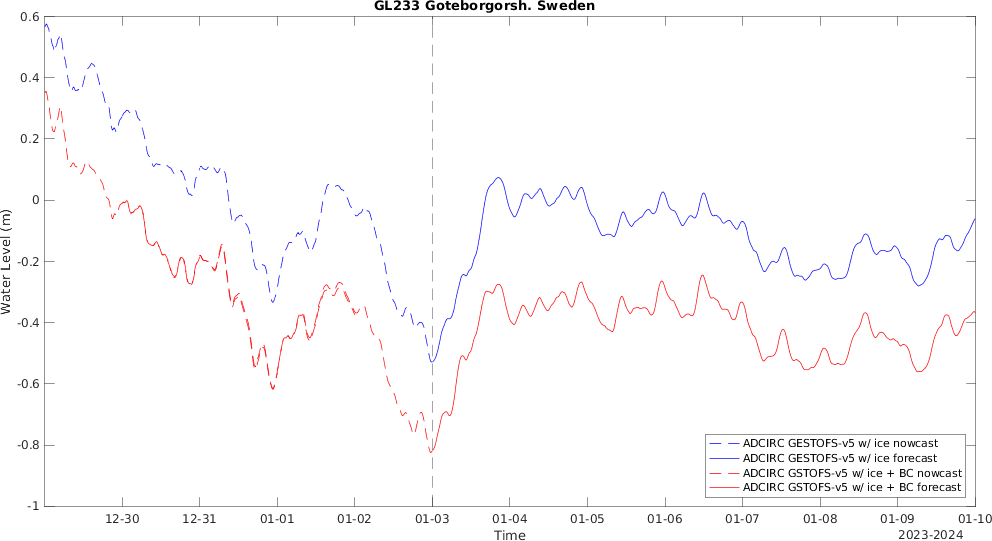 GL233 Goteborgorsh. Sweden
0.6
0.4
0.2
0
-0.2
-0.4
-0.6
-0.8
-1
Water Level (m)
12-30 12-31 01-01 01-02 01-03 01-04 01-05 01-06 01-07 01-08 01-09 01-10
Time
2023-2024
ADCIRC GESTOFS-v5 w/ ice nowcast
ADCIRC GESTOFS-v5 w/ ice forecast
ADCIRC GSTOFS-v5 w/ ice + BC nowcast
ADCIRC GSTOFS-v5 w/ ice + BC forecast